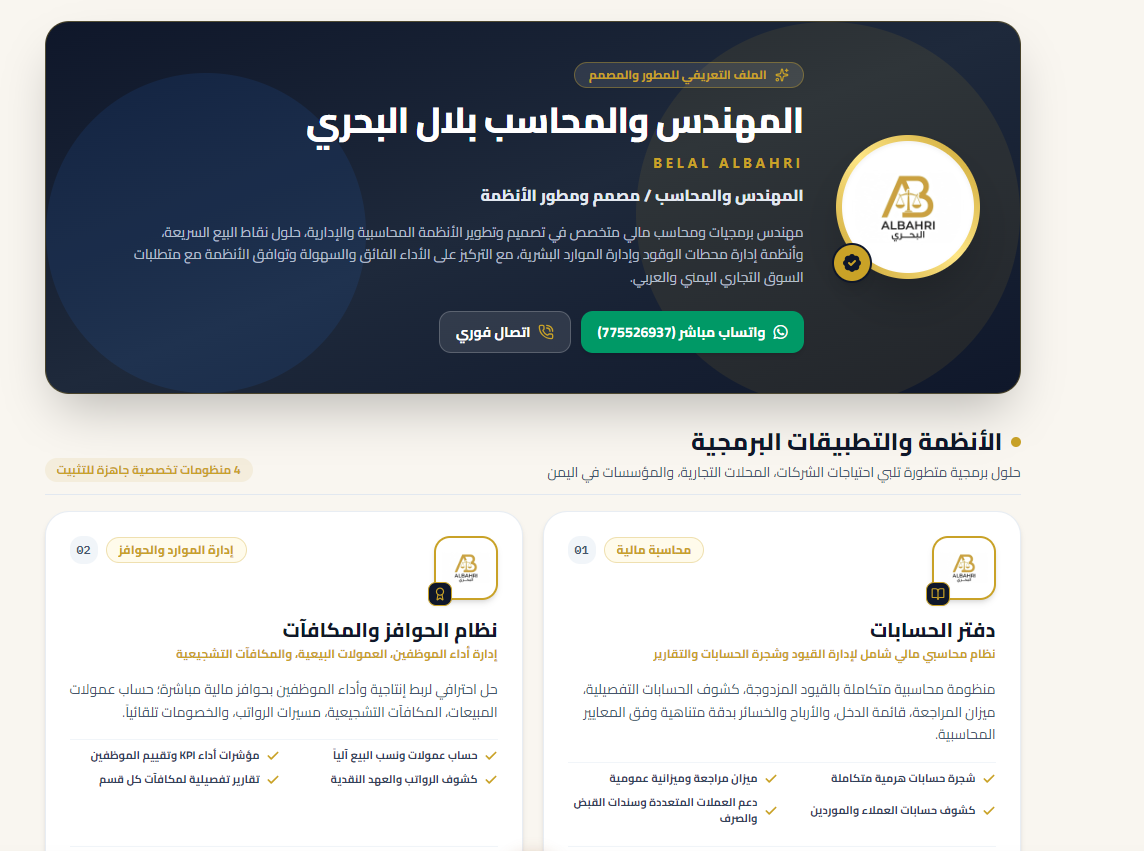 الملف التعريفي للمطور والمصمم
المهندس والمحاسب بلال البحري
BELAL ALBAHRI
المهندس والمحاسب / مصمم ومطور الأنظمة
مهندس برمجيات ومحاسب مالي متخصص في تصميم وتطوير الأنظمة المحاسبية والإدارية، حلول نقاط البيع السريعة،
وأنظمة إدارة محطات الوقود وإدارة الموارد البشرية، مع التركيز على الأداء الفائق والسهولة وتوافق الأنظمة مع متطلبات
السوق التجاري اليمني والعربي.
واتساب مباشر (775526937)
اتصال فوري
AB
ALBAHRI
البحري
الأنظمة والتطبيقات البرمجية
حلول برمجية متطورة تلبي احتياجات الشركات، المحلات التجارية، والمؤسسات في اليمن
4 منظومات تخصصية جاهزة للتثبيت
AB
ALBAHRI
البحري
محاسبة مالية
01
دفتر الحسابات
نظام محاسبي مالي شامل لإدارة القيود وشجرة الحسابات والتقارير
منظومة محاسبية متكاملة بالقيود المزدوجة، كشوف الحسابات التفصيلية،
ميزان المراجعة، قائمة الدخل، والأرباح والخسائر بدقة متناهية وفق المعايير
المحاسبية.
شجرة حسابات هرمية متكاملة
ميزان مراجعة وميزانية عمومية
كشوف حسابات العملاء والموردين
دعم العملات المتعددة وسندات القبض
والصرف
AB
ALBAHRI
البحري
إدارة الموارد والحوافز
02
نظام الحوافز والمكافآت
إدارة أداء الموظفين، العمولات البيعية، والمكافآت التشجيعية
حل احترافي لربط إنتاجية وأداء الموظفين بحوافز مالية مباشرة؛ حساب عمولات
المبيعات، المكافآت التشجيعية، مسيرات الرواتب، والخصومات تلقائياً.
حساب عمولات ونسب البيع آلياً
مؤشرات أداء KPI وتقييم الموظفين
كشوف الرواتب والعهد النقدية
تقارير تفصيلية لمكافآت كل قسم